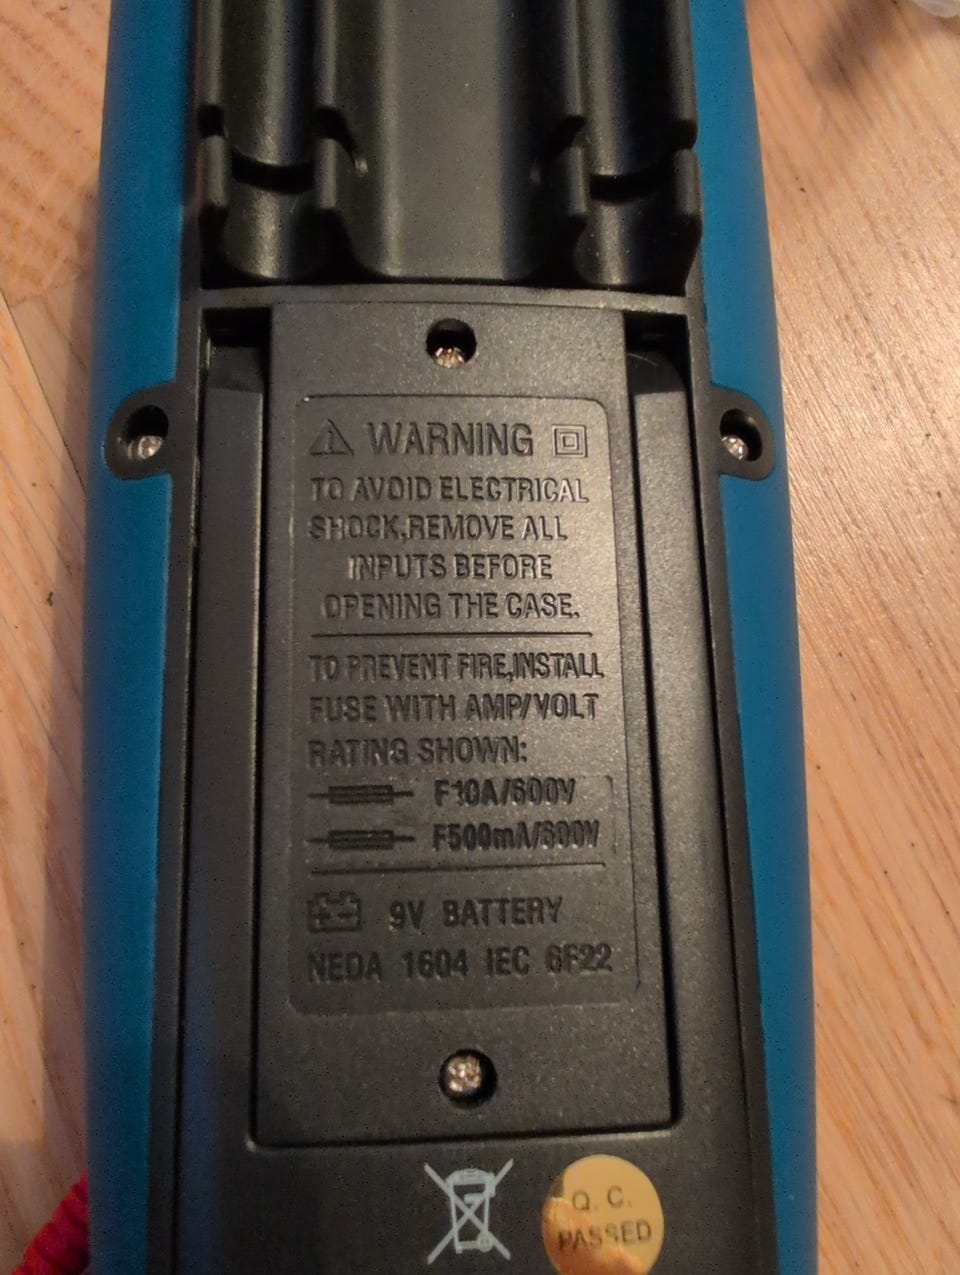 WARNING
TO AVOID ELECTRICAL
SHOCK,REMOVE ALL
INPUTS BEFORE
OPENING THE CASE.
TO PREVENT FIRE,INSTALL
FUSE WITH AMP/VOLT
RATING SHOWN:
F10A/600V
F500mA/600V
9V BATTERY
NEDA 1604 IEC 6F22
Q.C.
PASSED